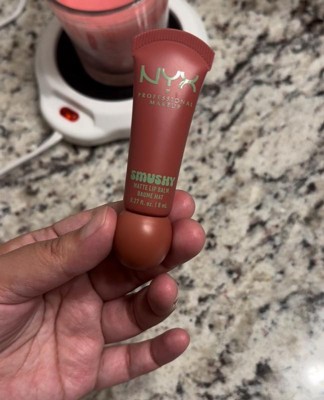 NYX
PROFESSIONAL
MAKEUP
SMUSHY
MATTE LIP BALM
BAUME MAT